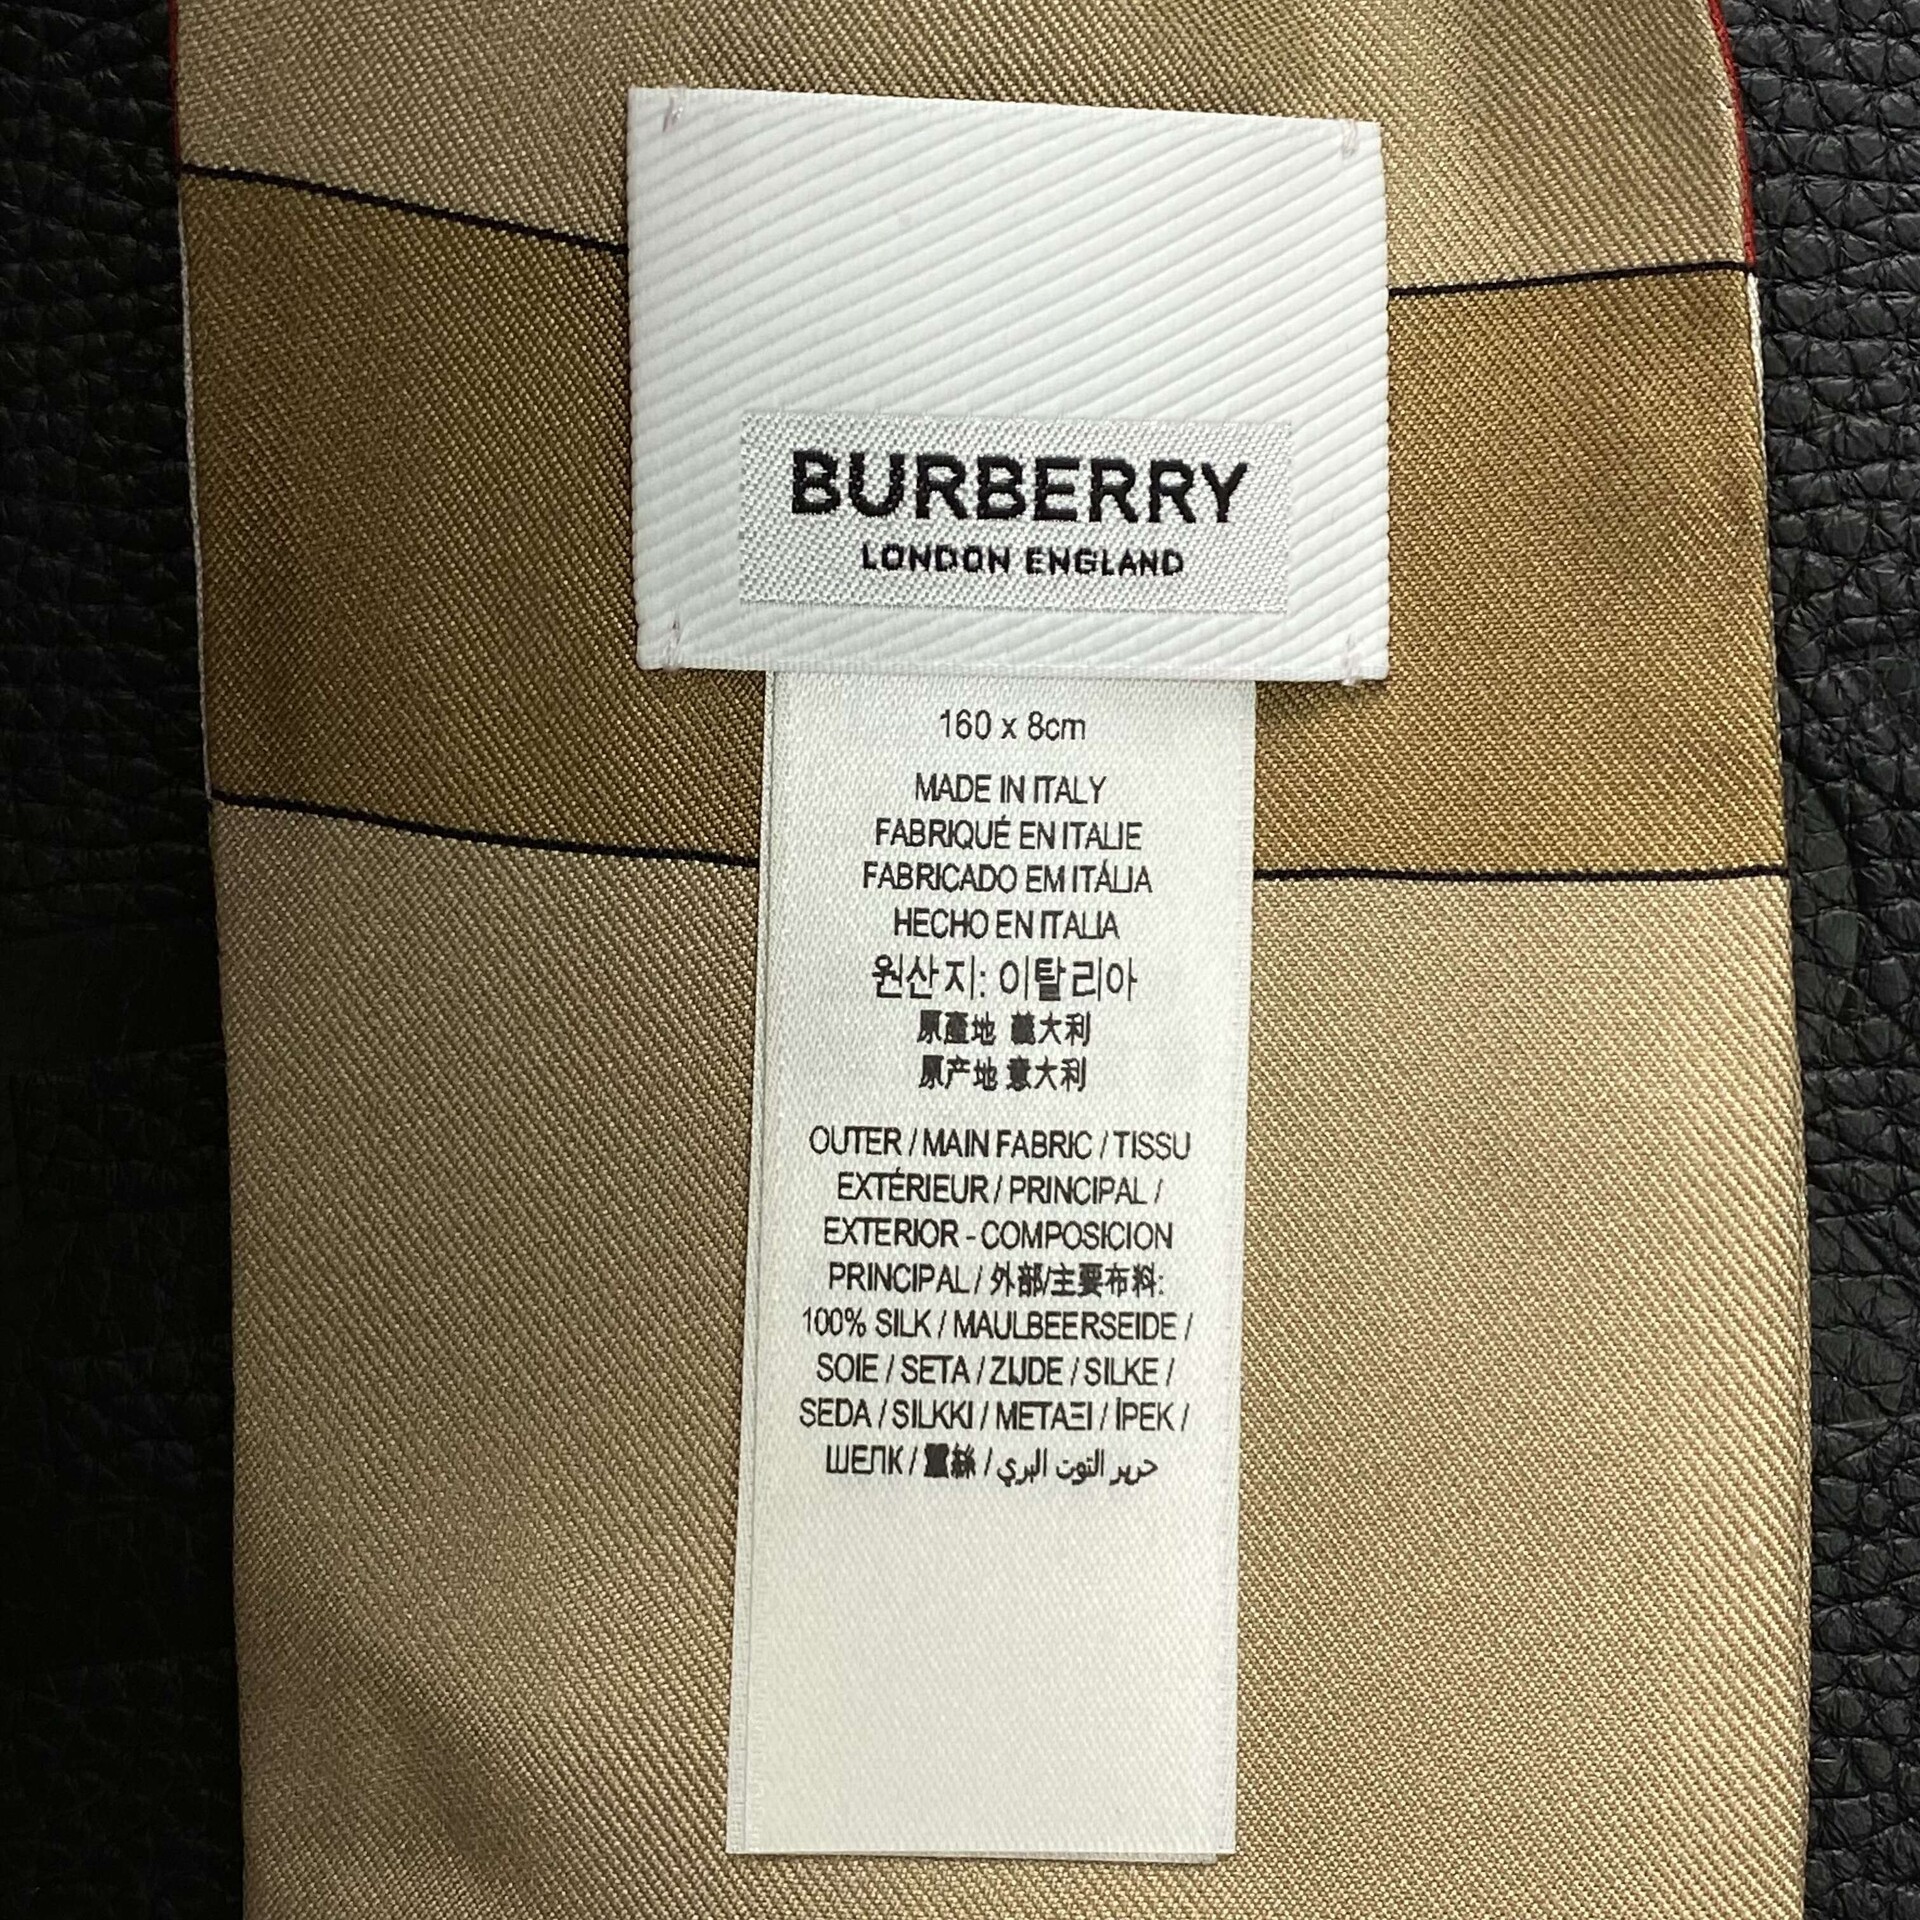 BURBERRY
LONDON ENGLAND
160 x 8cm
MADE IN ITALY
FABRIQUÉ EN ITALIE
FABRICADO EM ITÁLIA
HECHO EN ITALIA
원산지: 이탈리아
原產地 義大利
原产地 意大利
OUTER / MAIN FABRIC / TISSU
EXTÉRIEUR / PRINCIPAL /
EXTERIOR - COMPOSICION
PRINCIPAL / 外部/主要布料:
100% SILK / MAULBEERSEIDE /
SOIE / SETA / ZIJDE / SILKE /
SEDA / SILKKI / ΜΕΤΑΞΙ / İPEK /
ШЕЛК / 蠶絲 / حرير التوت البري